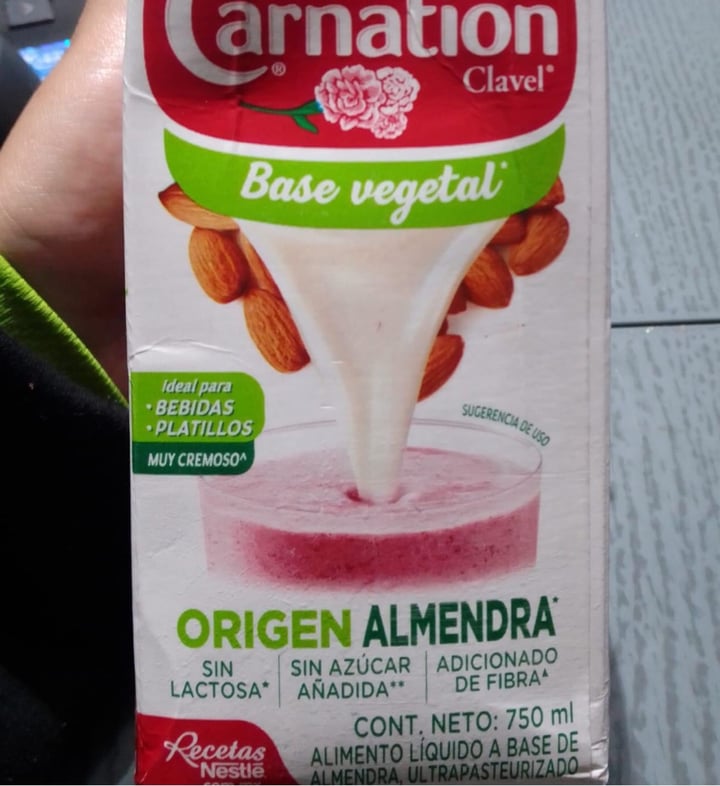 Carnation®
Clavel®
Base vegetal*
Ideal para
• BEBIDAS
• PLATILLOS
MUY CREMOSO^
SUGERENCIA DE USO
ORIGEN ALMENDRA*
SIN LACTOSA*
SIN AZÚCAR AÑADIDA**
ADICIONADO DE FIBRA▲
CONT. NETO: 750 ml
ALIMENTO LÍQUIDO A BASE DE
ALMENDRA, ULTRAPASTEURIZADO
Recetas
Nestlé